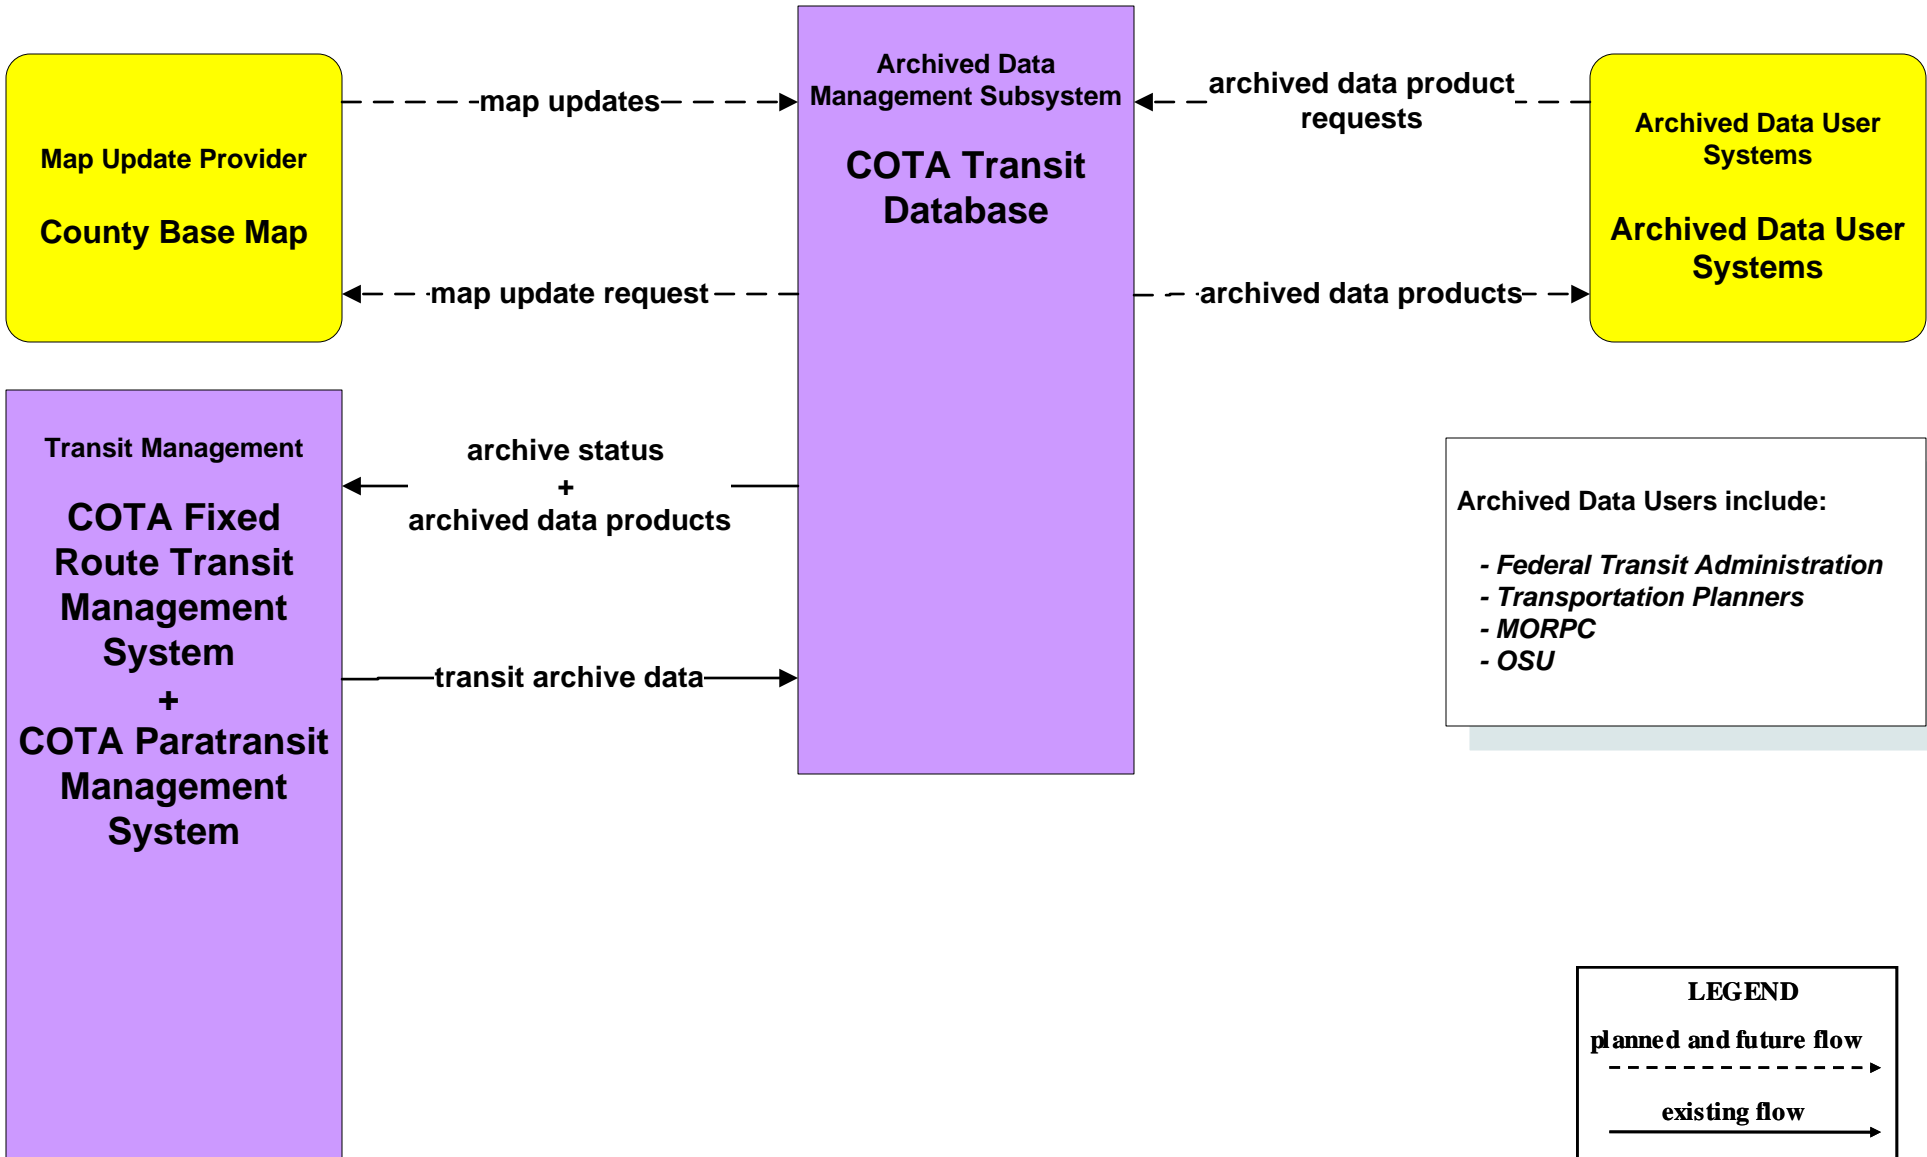 Map Update Provider
County Base Map
map updates
map update request
Archived Data
Management Subsystem
COTA Transit
Database
archived data product
requests
archived data products
Archived Data User
Systems
Archived Data User
Systems
Transit Management
COTA Fixed
Route Transit
Management
System
+
COTA Paratransit
Management
System
archive status
+
archived data products
transit archive data
Archived Data Users include:
- Federal Transit Administration
- Transportation Planners
- MORPC
- OSU
LEGEND
planned and future flow
existing flow